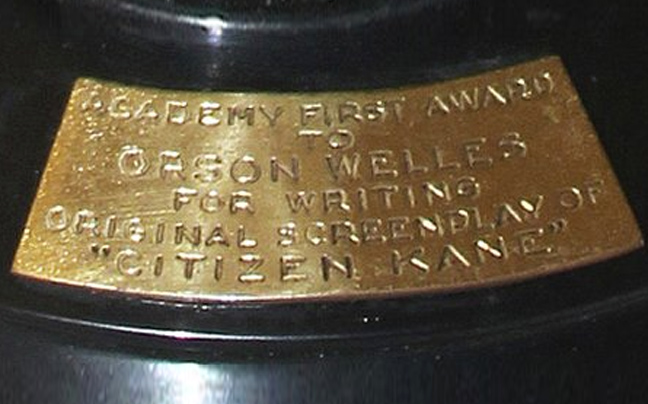 ACADEMY FIRST AWARD
TO
ORSON WELLES
FOR WRITING
ORIGINAL SCREENPLAY OF
"CITIZEN KANE"